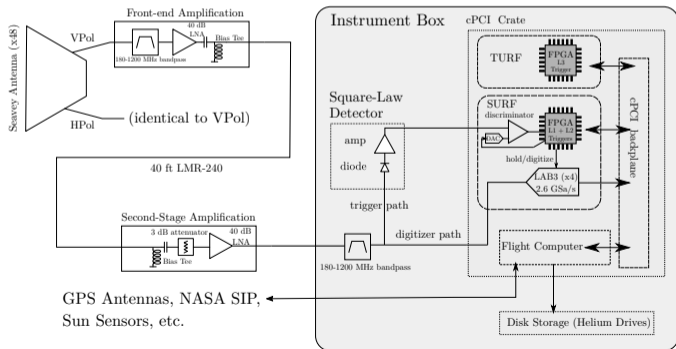 Front-end Amplification
40 dB
LNA
Bias Tee
180-1200 MHz bandpass
VPol
Seavey Antenna (x48)
HPol
(identical to VPol)
40 ft LMR-240
Second-Stage Amplification
3 dB attenuator
40 dB
LNA
Bias Tee
GPS Antennas, NASA SIP,
Sun Sensors, etc.
Instrument Box
cPCI Crate
FPGA
L3
Trigger
TURF
Square-Law
Detector
amp
diode
trigger path
digitizer path
180-1200 MHz bandpass
SURF
discriminator
DAC
FPGA
L1 + L2
Trigger
hold/digitize
LAB3 (x4)
2.6 GSa/s
cPCI backplane
Flight Computer
Disk Storage (Helium Drives)